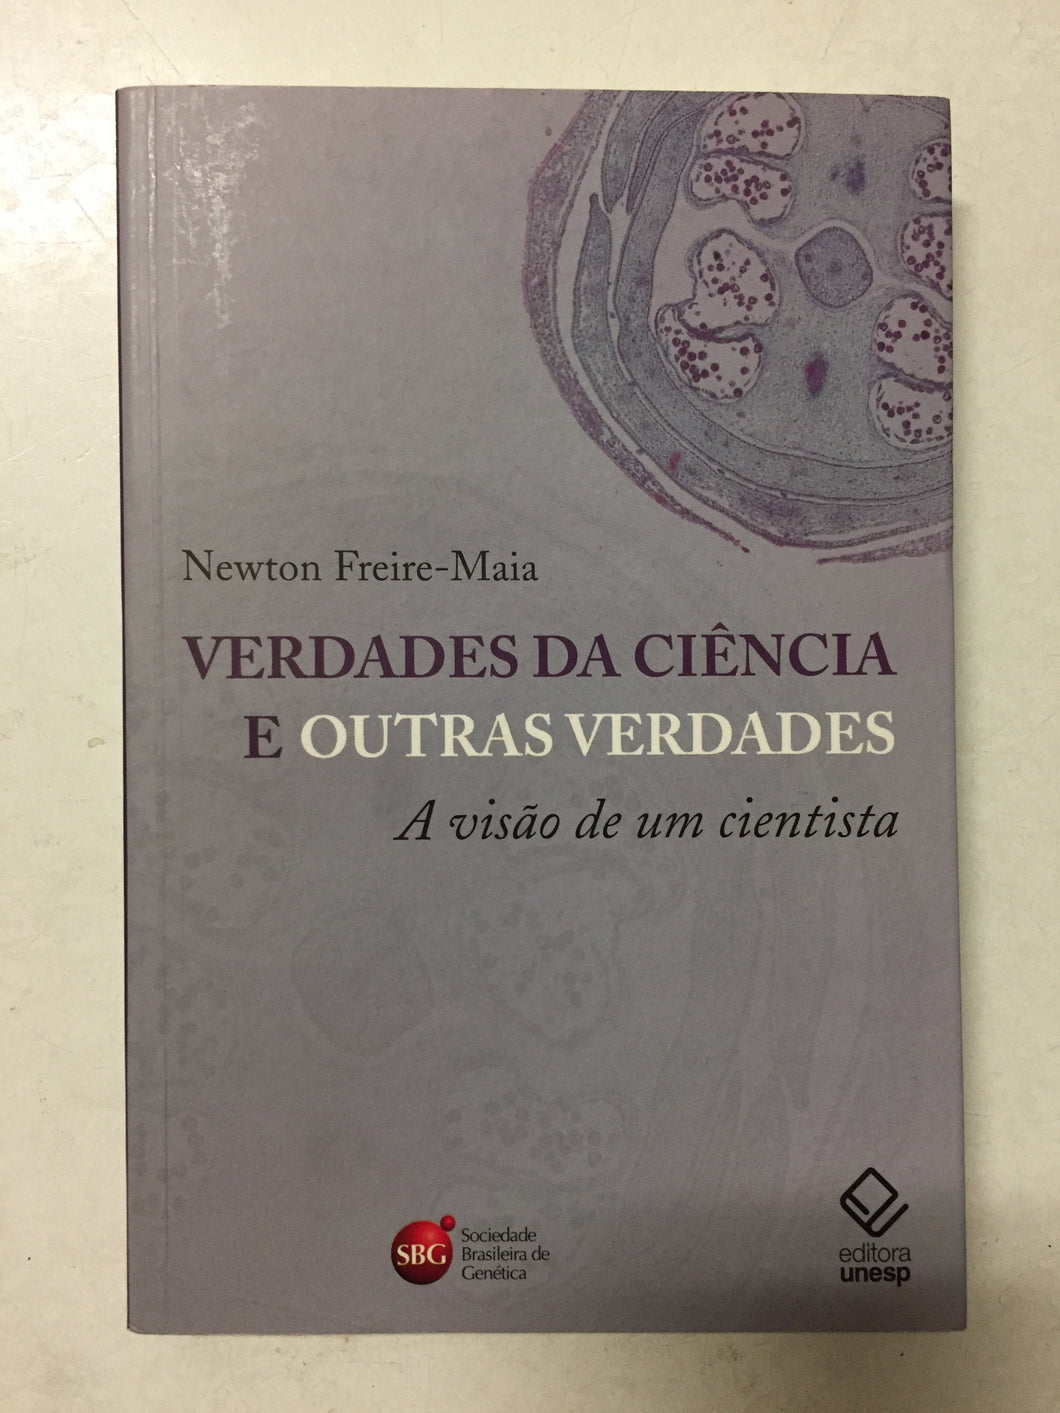 Newton Freire-Maia
VERDADES DA CIÊNCIA
E OUTRAS VERDADES
A visão de um cientista
SBG
Sociedade
Brasileira de
Genética
editora
unesp